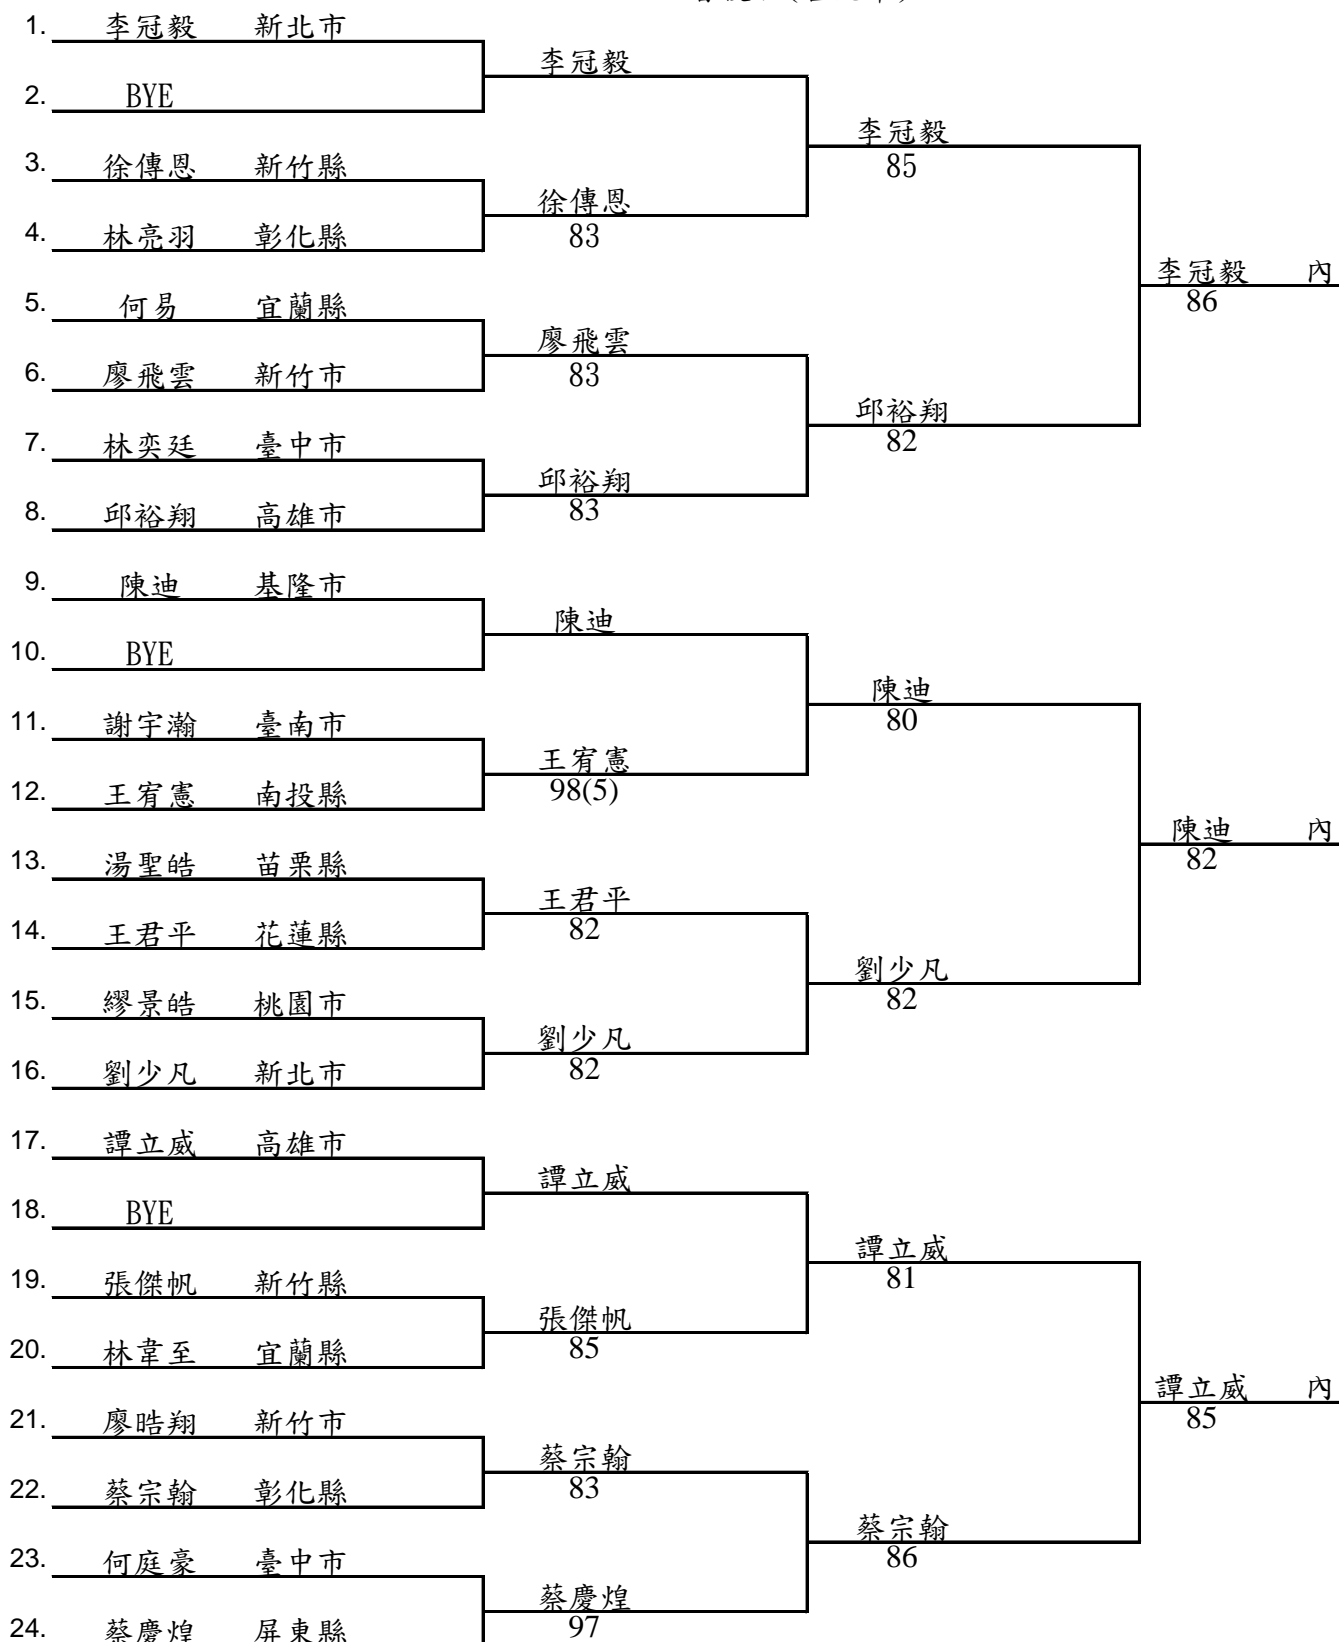 1. 李冠毅 新北市
李冠毅
2. BYE
李冠毅
85
3. 徐傳恩 新竹縣
徐傳恩
83
4. 林亮羽 彰化縣
李冠毅 內
86
5. 何易 宜蘭縣
廖飛雲
83
6. 廖飛雲 新竹市
邱裕翔
82
7. 林奕廷 臺中市
邱裕翔
83
8. 邱裕翔 高雄市
9. 陳迪 基隆市
陳迪
10. BYE
陳迪
80
11. 謝宇瀚 臺南市
王宥憲
98(5)
12. 王宥憲 南投縣
陳迪 內
82
13. 湯聖皓 苗栗縣
王君平
82
14. 王君平 花蓮縣
劉少凡
82
15. 繆景皓 桃園市
劉少凡
82
16. 劉少凡 新北市
17. 譚立威 高雄市
譚立威
18. BYE
譚立威
81
19. 張傑帆 新竹縣
張傑帆
85
20. 林韋至 宜蘭縣
譚立威 內
85
21. 廖晧翔 新竹市
蔡宗翰
83
22. 蔡宗翰 彰化縣
蔡宗翰
86
23. 何庭豪 臺中市
蔡慶煌
97
24. 蔡慶煌 屏東縣